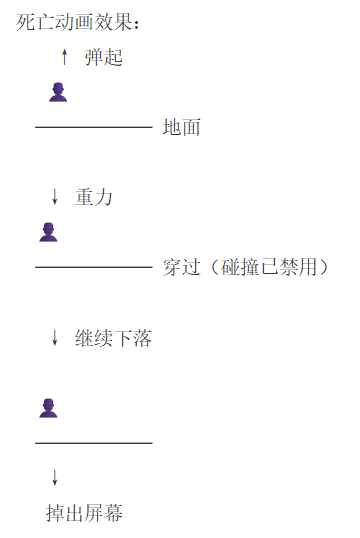 死亡动画效果：
↑ 弹起
地面
↓ 重力
穿过（碰撞已禁用）
↓ 继续下落
↓
掉出屏幕